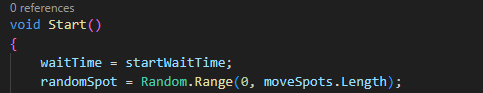 0 references
void Start()
{
waitTime = startWaitTime;
randomSpot = Random.Range(0, moveSpots.Length);